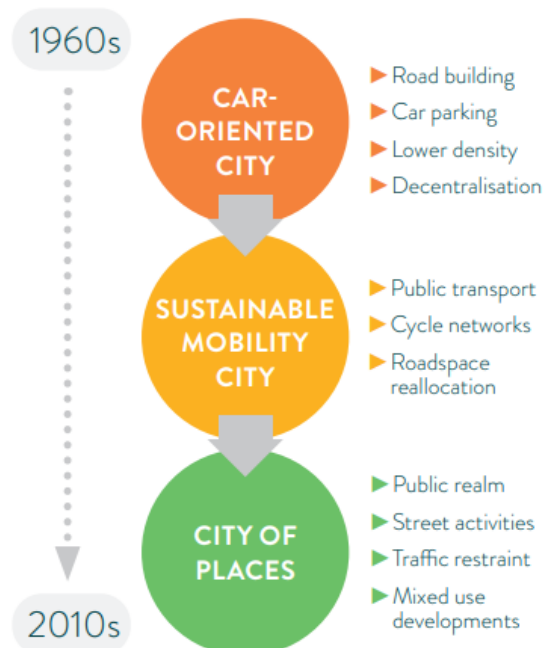 1960s
CAR-
ORIENTED
CITY
Road building
Car parking
Lower density
Decentralisation
SUSTAINABLE
MOBILITY
CITY
Public transport
Cycle networks
Roadspace
reallocation
CITY OF
PLACES
Public realm
Street activities
Traffic restraint
Mixed use
developments
2010s